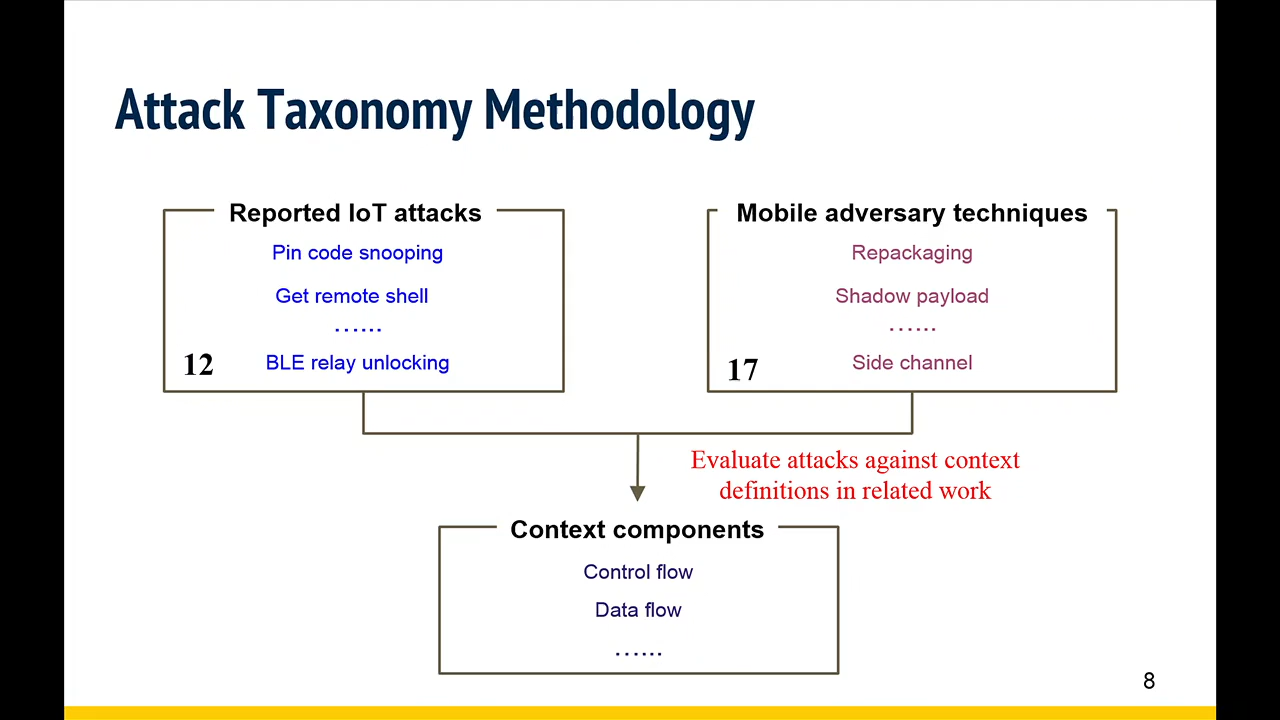 Attack Taxonomy Methodology
Reported IoT attacks
Pin code snooping
Get remote shell
......
12
BLE relay unlocking
Mobile adversary techniques
Repackaging
Shadow payload
......
17
Side channel
Evaluate attacks against context
definitions in related work
Context components
Control flow
Data flow
......
8